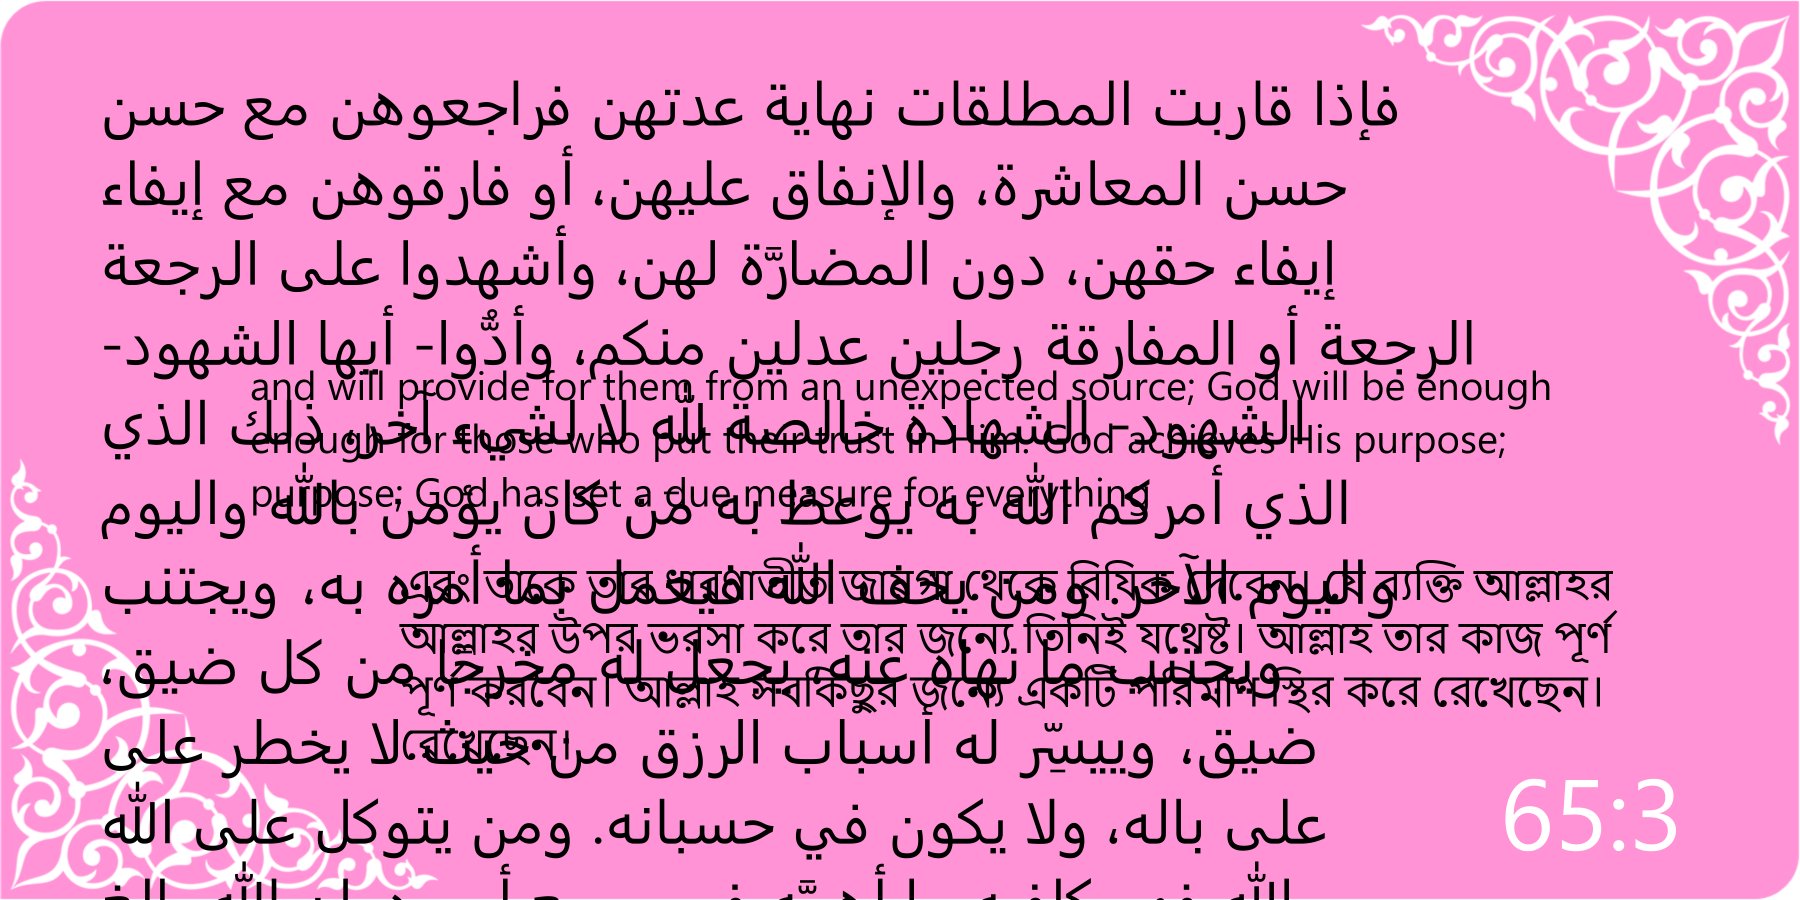 فإذا قاربت المطلقات نهاية عدتهن فراجعوهن مع حسن
حسن المعاشرة، والإنفاق عليهن، أو فارقوهن مع إيفاء
إيفاء حقهن، دون المضارَّة لهن، وأشهدوا على الرجعة
الرجعة أو المفارقة رجلين عدلين منكم، وأدُّوا- أيها الشهود-
الشهود- الشهادة خالصة لله لا لشيء آخر، ذلك الذي
الذي أمركم الله به يوعظ به من كان يؤمن بالله واليوم
واليوم الآخر. ومن يخف الله فيعمل بما أمره به، ويجتنب
ويجتنب ما نهاه عنه، يجعل له مخرجًا من كل ضيق،
ضيق، وييسِّر له أسباب الرزق من حيث لا يخطر على
على باله، ولا يكون في حسبانه. ومن يتوكل على الله
and will provide for them from an unexpected source; God will be enough
enough for those who put their trust in Him. God achieves His purpose;
purpose; God has set a due measure for everything
এবং তাকে তার ধারণাতীত জায়গা থেকে রিযিক দেবেন। যে ব্যক্তি আল্লাহর
আল্লাহর উপর ভরসা করে তার জন্যে তিনিই যথেষ্ট। আল্লাহ তার কাজ পূর্ণ
পূর্ণ করবেন। আল্লাহ সবকিছুর জন্যে একটি পরিমাণ স্থির করে রেখেছেন।
রেখেছেন।
65:3